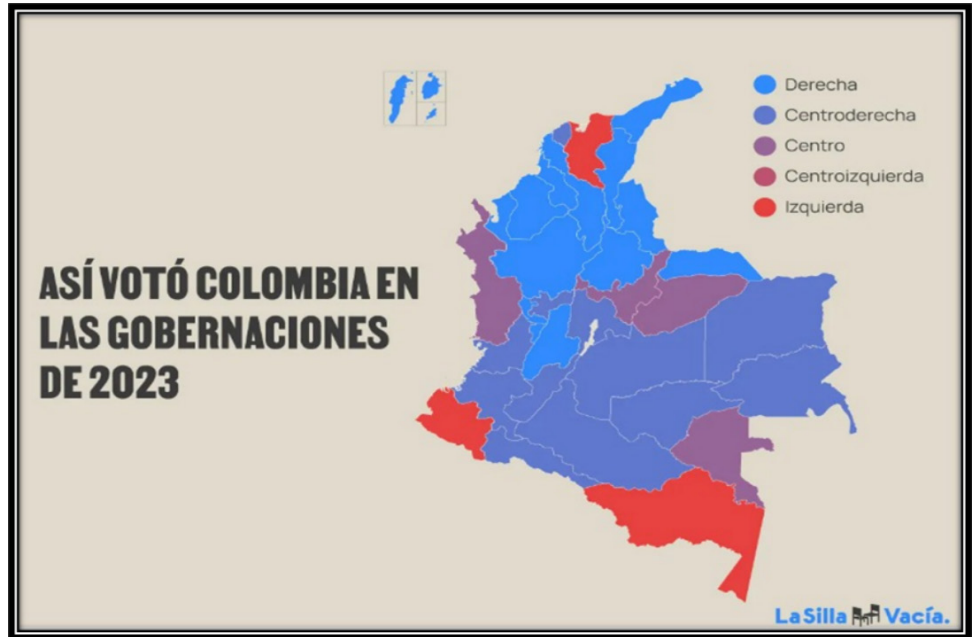 Derecha
Centroderecha
Centro
Centroizquierda
Izquierda
ASÍ VOTÓ COLOMBIA EN
LAS GOBERNACIONES
DE 2023
La Silla Vacía.